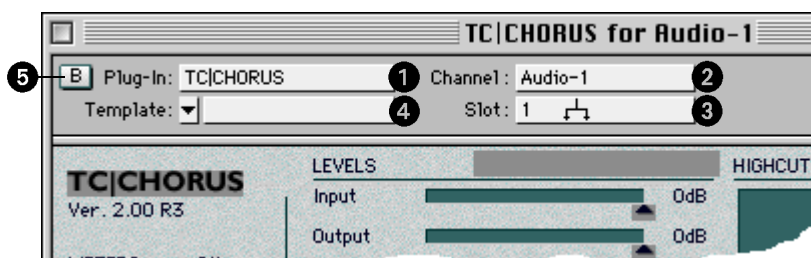 TC|CHORUS for Audio-1
5 B Plug-In: TC|CHORUS 1 Channel: Audio-1 2
Template: 4 Slot: 1 3
LEVELS HIGHCUT
TC|CHORUS
Input 0dB
Ver. 2.00 R3
Output 0dB